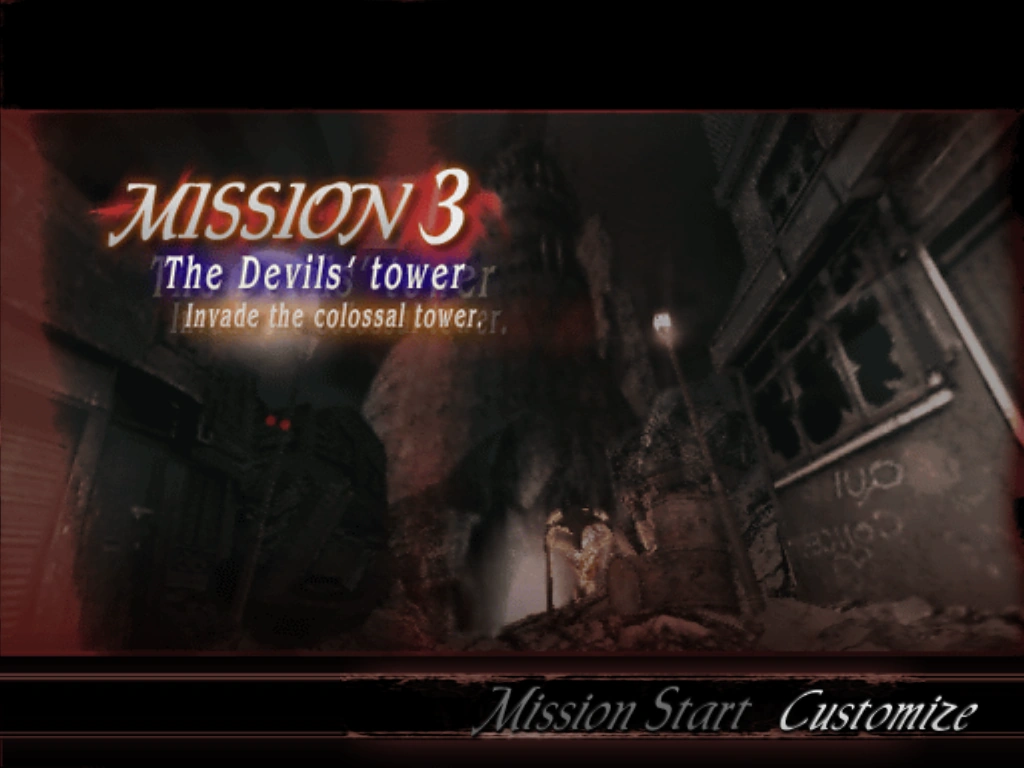 MISSION 3
The Devils' tower
Invade the colossal tower.
Mission Start Customize